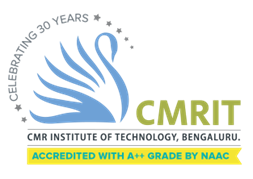 CELEBRATING 30 YEARS
CMRIT
CMR INSTITUTE OF TECHNOLOGY, BENGALURU.
ACCREDITED WITH A++ GRADE BY NAAC